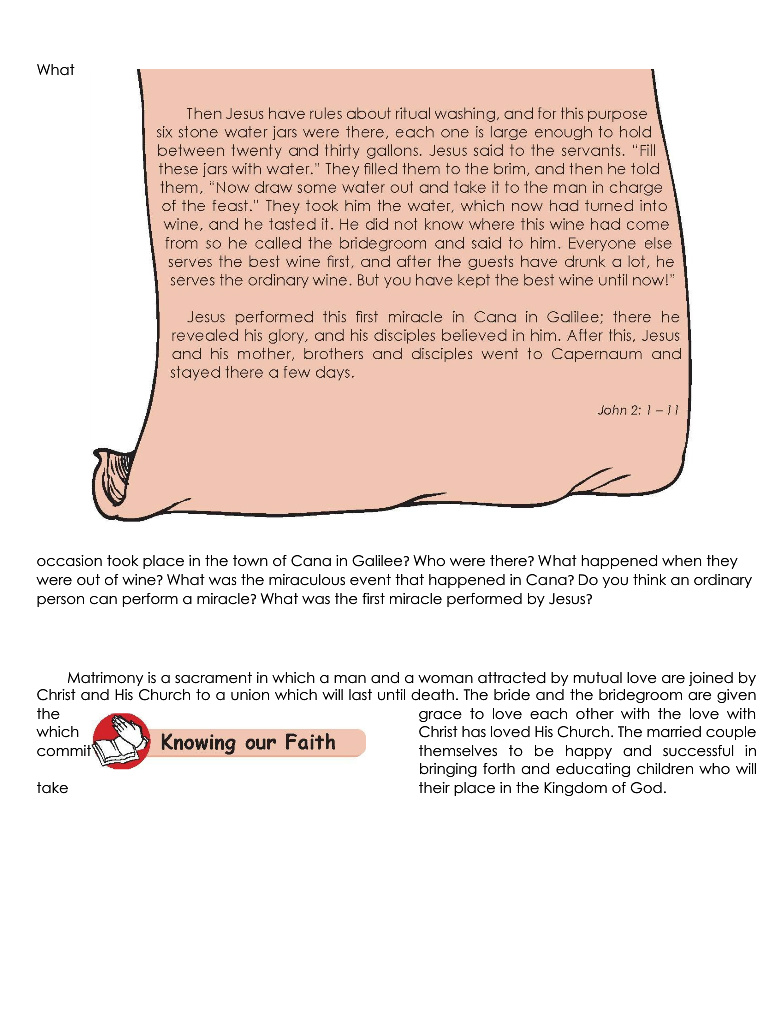 What
Then Jesus have rules about ritual washing, and for this purpose
six stone water jars were there, each one is large enough to hold
between twenty and thirty gallons. Jesus said to the servants. “Fill
these jars with water.” They filled them to the brim, and then he told
them, “Now draw some water out and take it to the man in charge
of the feast.” They took him the water, which now had turned into
wine, and he tasted it. He did not know where this wine had come
from so he called the bridegroom and said to him. Everyone else
serves the best wine first, and after the guests have drunk a lot, he
serves the ordinary wine. But you have kept the best wine until now!”
Jesus performed this first miracle in Cana in Galilee; there he
revealed his glory, and his disciples believed in him. After this, Jesus
and his mother, brothers and disciples went to Capernaum and
stayed there a few days.
John 2: 1 – 11
occasion took place in the town of Cana in Galilee? Who were there? What happened when they
were out of wine? What was the miraculous event that happened in Cana? Do you think an ordinary
person can perform a miracle? What was the first miracle performed by Jesus?
Matrimony is a sacrament in which a man and a woman attracted by mutual love are joined by
Christ and His Church to a union which will last until death. The bride and the bridegroom are given
the grace to love each other with the love with
which Christ has loved His Church. The married couple
commit themselves to be happy and successful in
bringing forth and educating children who will
take their place in the Kingdom of God.
Knowing our Faith